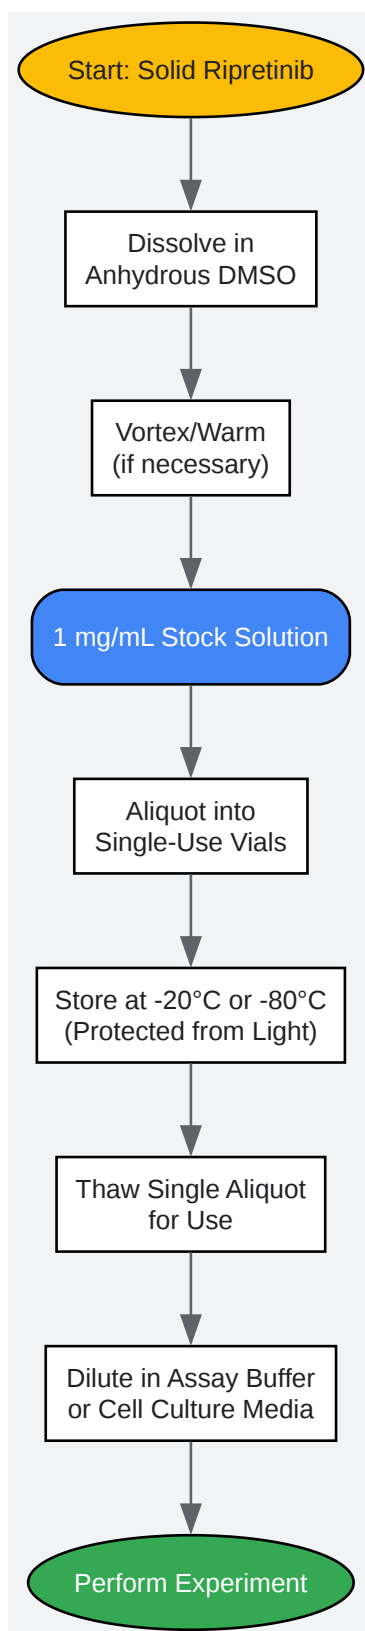 Start: Solid Ripretinib
Dissolve in
Anhydrous DMSO
Vortex/Warm
(if necessary)
1 mg/mL Stock Solution
Aliquot into
Single-Use Vials
Store at -20°C or -80°C
(Protected from Light)
Thaw Single Aliquot
for Use
Dilute in Assay Buffer
or Cell Culture Media
Perform Experiment